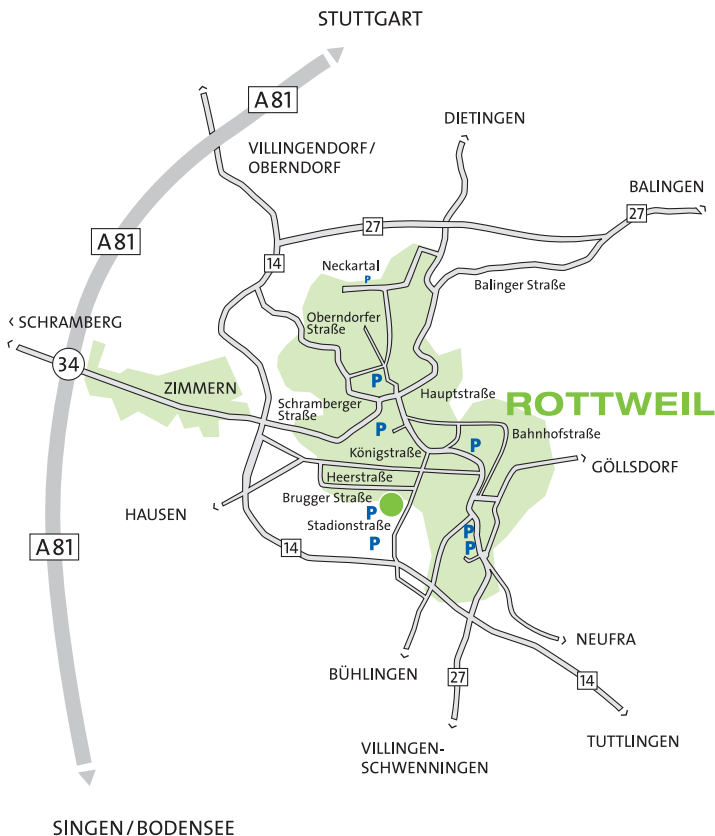 STUTTGART
A81
DIETINGEN
VILLINGENDORF/
OBERNDORF
BALINGEN
27
27
A81
14
Neckartal
P
Balinger Straße
Oberndorfer
Straße
‹ SCHRAMBERG
34
ZIMMERN
P
Hauptstraße
Schramberger
Straße
ROTTWEIL
P
Bahnhofstraße
Königstraße
P
GÖLLSDORF
Heerstraße
Brugger Straße
HAUSEN
P
Stadionstraße
P
P
P
A81
14
NEUFRA
BÜHLINGEN
27
14
TUTTLINGEN
VILLINGEN-
SCHWENNINGEN
SINGEN/BODENSEE